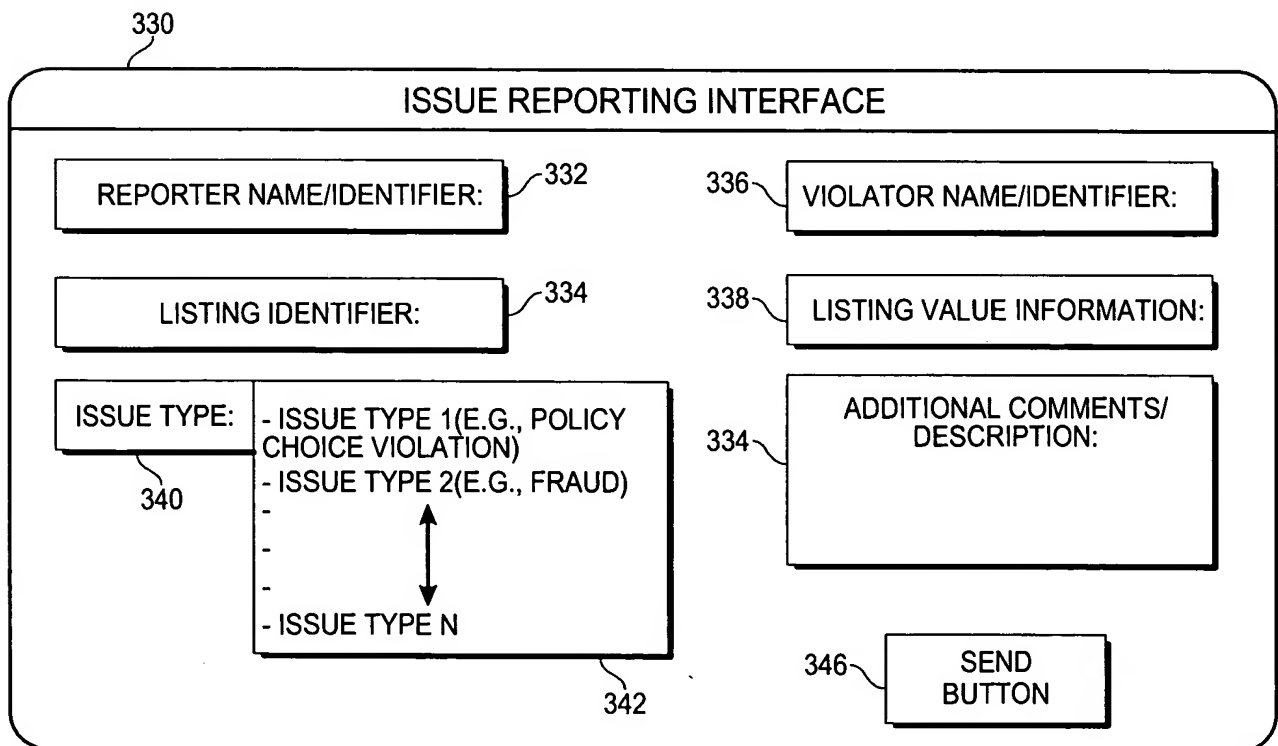 330
ISSUE REPORTING INTERFACE
REPORTER NAME/IDENTIFIER:
332
336
VIOLATOR NAME/IDENTIFIER:
LISTING IDENTIFIER:
334
338
LISTING VALUE INFORMATION:
ISSUE TYPE:
340
- ISSUE TYPE 1(E.G., POLICY
CHOICE VIOLATION)
- ISSUE TYPE 2(E.G., FRAUD)
-
-
-
- ISSUE TYPE N
342
334
ADDITIONAL COMMENTS/
DESCRIPTION:
346
SEND
BUTTON